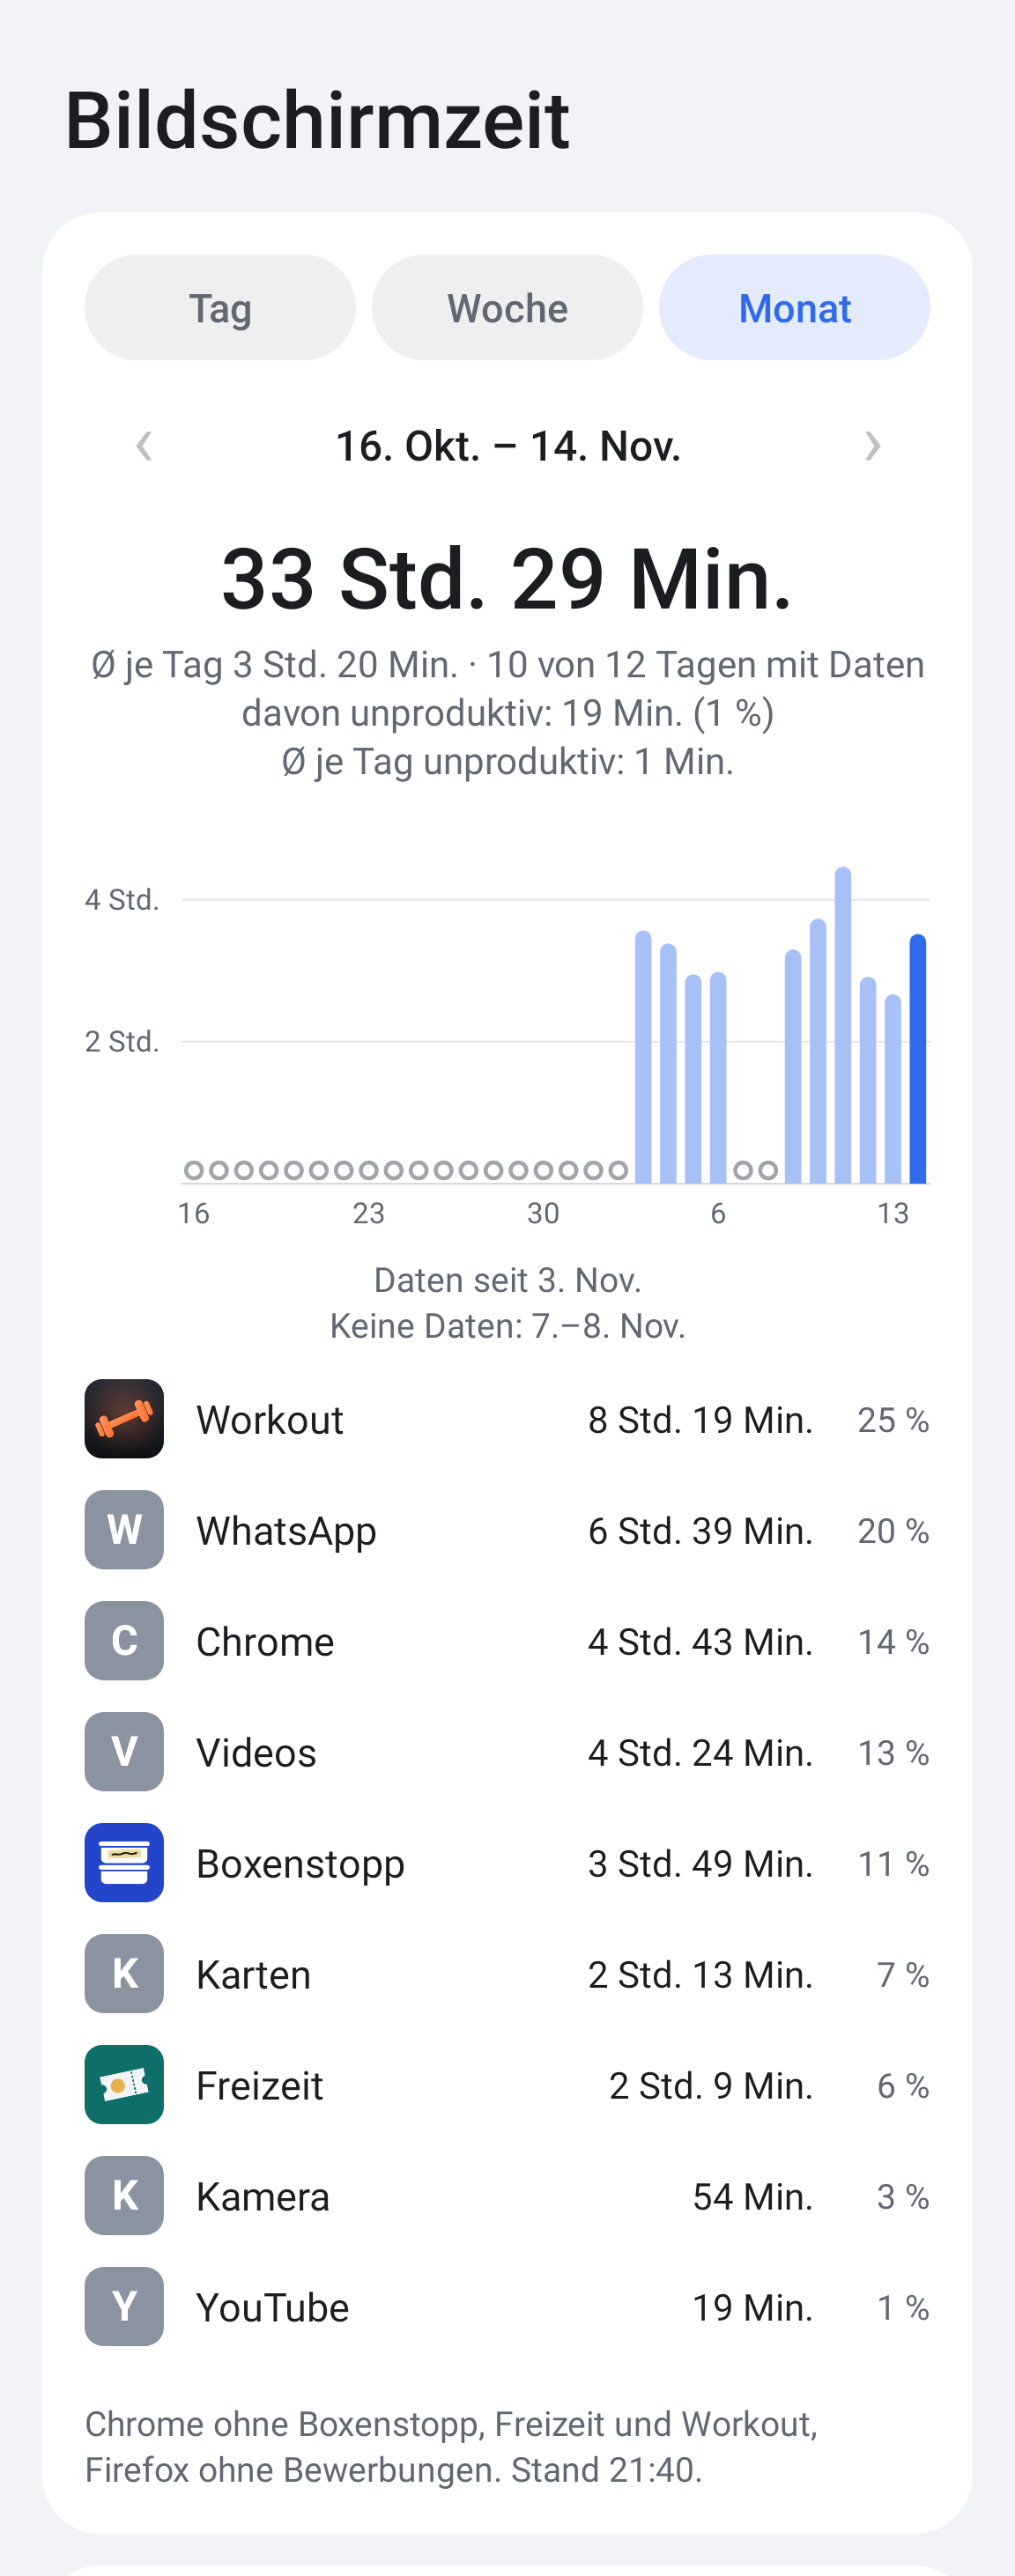 Bildschirmzeit
Tag
Woche
Monat
16. Okt. – 14. Nov.
33 Std. 29 Min.
Ø je Tag 3 Std. 20 Min. · 10 von 12 Tagen mit Daten
davon unproduktiv: 19 Min. (1 %)
Ø je Tag unproduktiv: 1 Min.
4 Std.
2 Std.
16 23 30 6 13
Daten seit 3. Nov.
Keine Daten: 7.–8. Nov.
Workout 8 Std. 19 Min. 25 %
W WhatsApp 6 Std. 39 Min. 20 %
C Chrome 4 Std. 43 Min. 14 %
V Videos 4 Std. 24 Min. 13 %
Boxenstopp 3 Std. 49 Min. 11 %
K Karten 2 Std. 13 Min. 7 %
Freizeit 2 Std. 9 Min. 6 %
K Kamera 54 Min. 3 %
Y YouTube 19 Min. 1 %
Chrome ohne Boxenstopp, Freizeit und Workout,
Firefox ohne Bewerbungen. Stand 21:40.